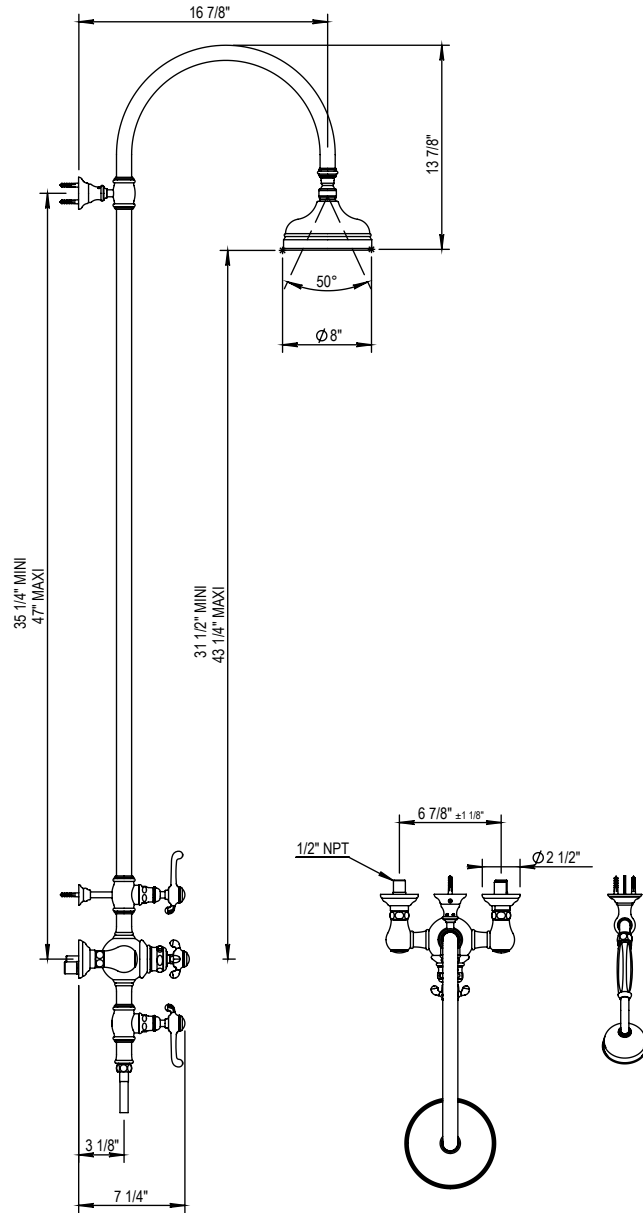 16 7/8"
13 7/8"
50°
Ø 8"
35 1/4" MINI
47" MAXI
31 1/2" MINI
43 1/4" MAXI
6 7/8" ±1 1/8"
1/2" NPT
Ø 2 1/2"
3 1/8"
7 1/4"